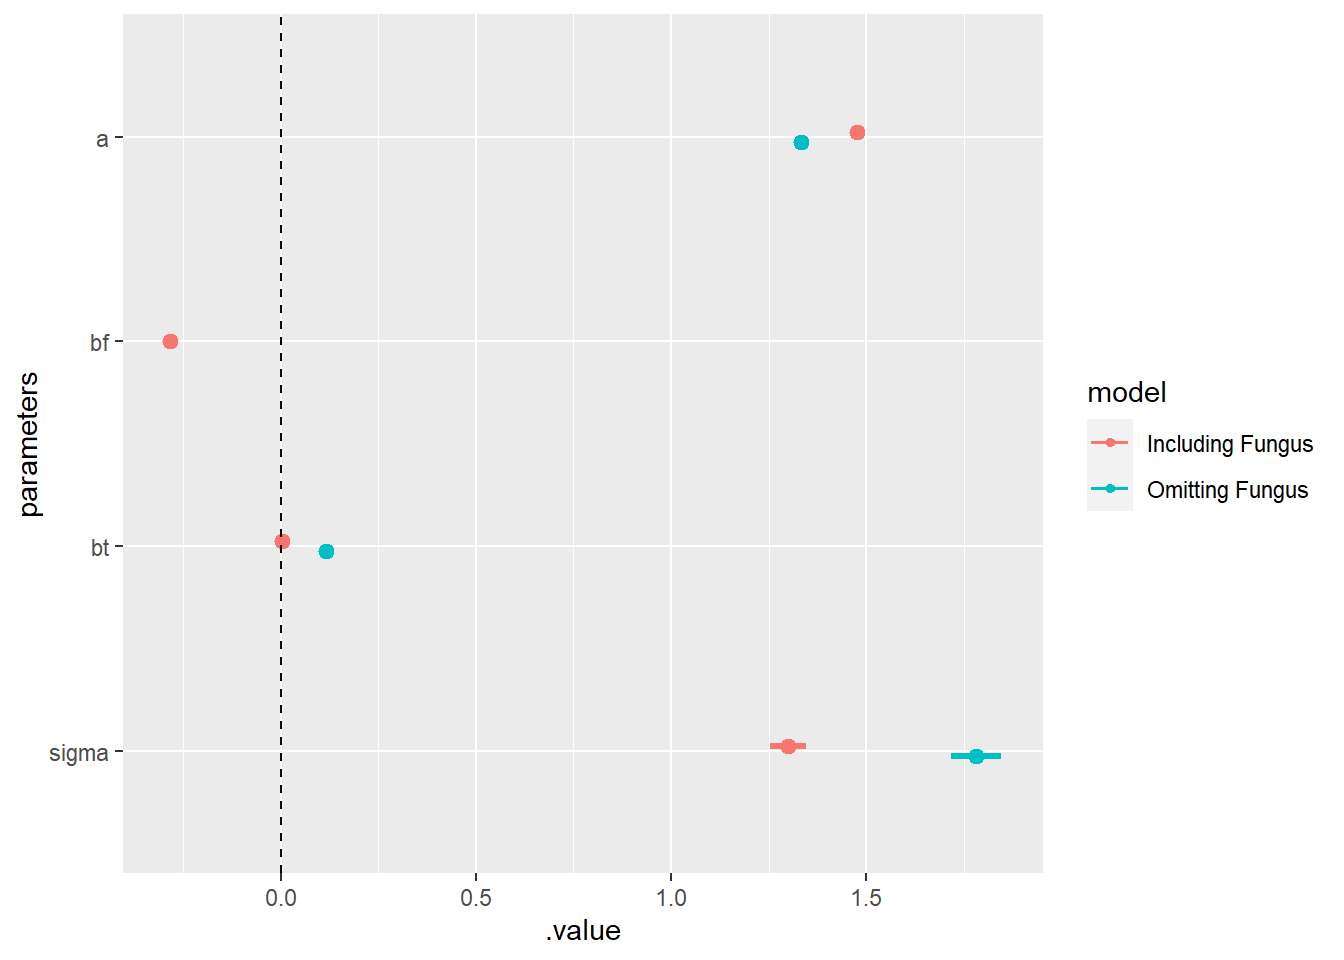 a
bf
bt
sigma
parameters
0.0
0.5
1.0
1.5
.value
model
Including Fungus
Omitting Fungus